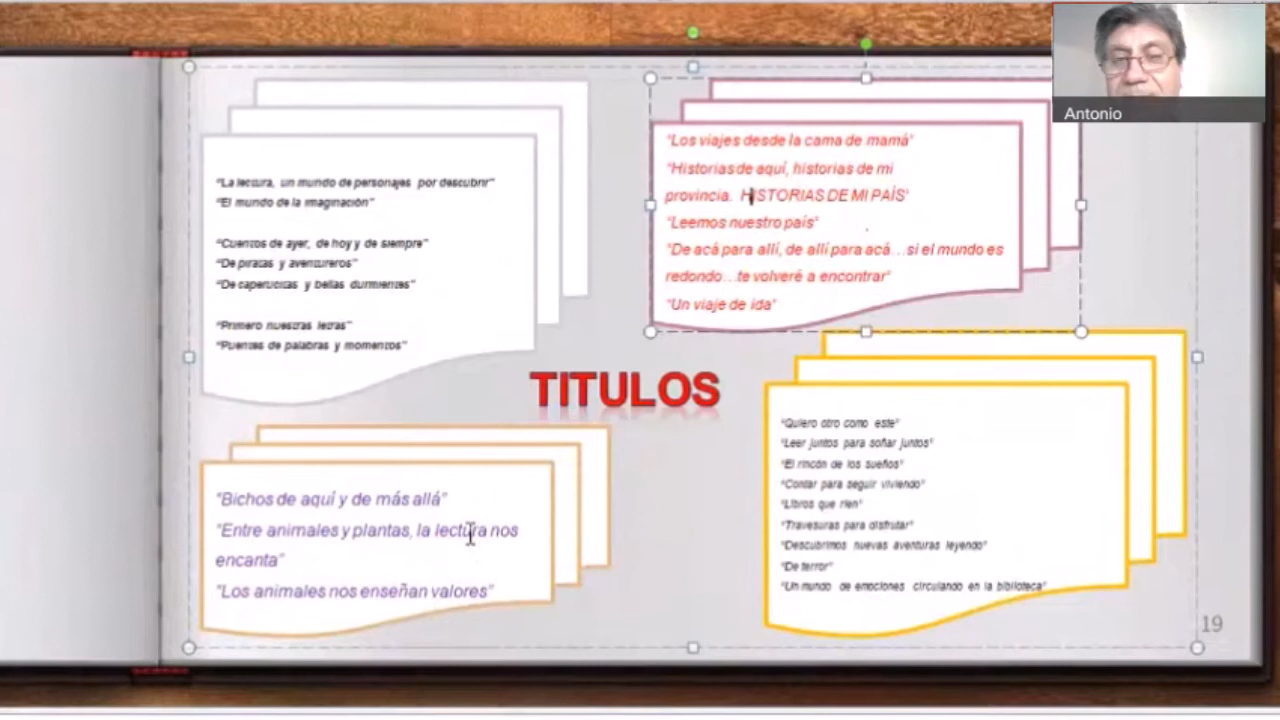 "La lectura, un mundo de personajes por descubrir"
"El mundo de la imaginación"
"Cuentos de ayer, de hoy y de siempre"
"De piratas y aventureros"
"De caperucitas y bellas durmientes"
"Primero nuestras letras"
"Puentes de palabras y momentos"
"Los viajes desde la cama de mamá"
"Historias de aquí, historias de mi
provincia. HISTORIAS DE MI PAÍS"
"Leemos nuestro país"
"De acá para allí, de allí para acá...si el mundo es
redondo...te volveré a encontrar"
"Un viaje de ida"
Antonio
TITULOS
"Bichos de aquí y de más allá"
"Entre animales y plantas, la lectura nos
encanta"
"Los animales nos enseñan valores"
"Quiero otro como este"
"Leer juntos para soñar juntos"
"El rincón de los sueños"
"Contar para seguir viviendo"
"Libros que rien"
"Travesuras para disfrutar"
"Descubrimos nuevas aventuras leyendo"
"De terror"
"Un mundo de emociones circulando en la biblioteca"
19